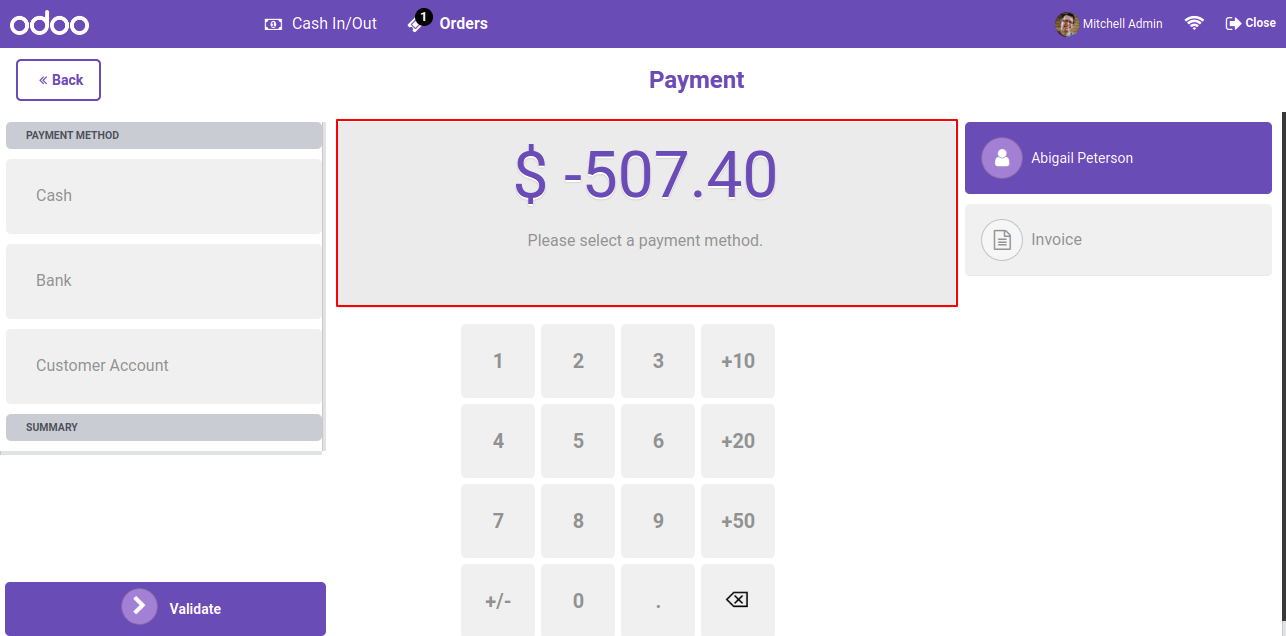 odoo
Cash In/Out
1
Orders
Mitchell Admin
Close
« Back
Payment
PAYMENT METHOD
Cash
Bank
Customer Account
SUMMARY
Validate
$ -507.40
Please select a payment method.
1 2 3 +10
4 5 6 +20
7 8 9 +50
+/- 0 .
Abigail Peterson
Invoice